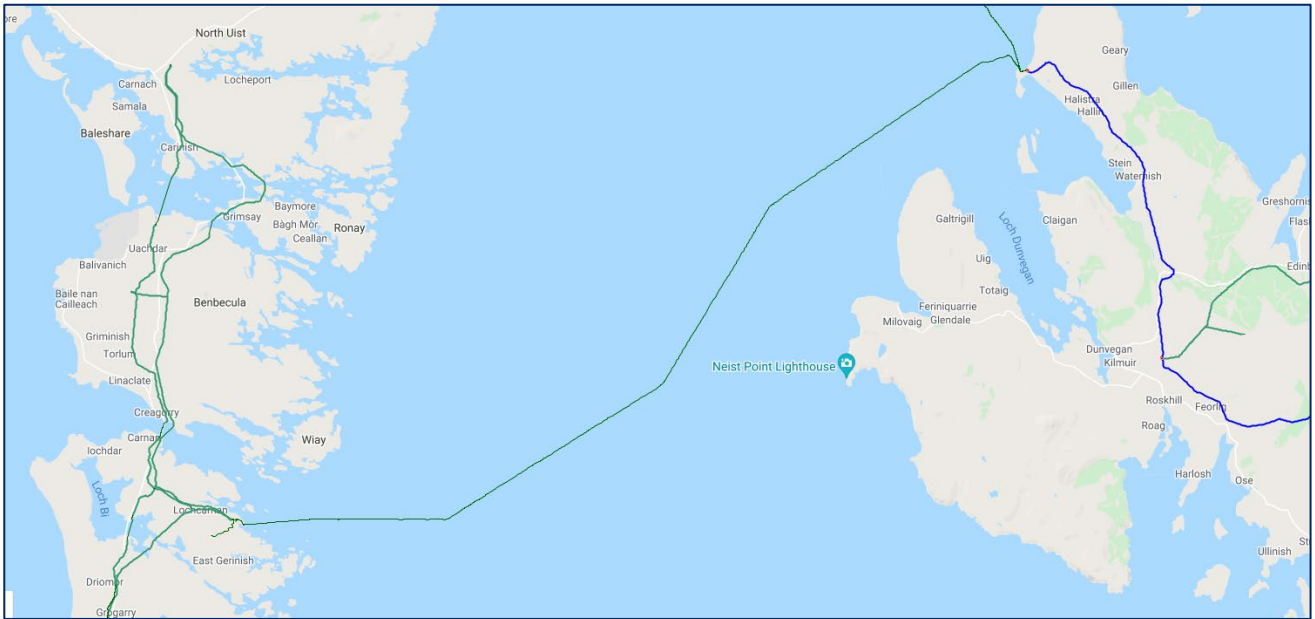 North Uist
Geary
Carnach
Locheport
Gillen
Samala
Halistra
Hallin
Baleshare
Carinish
Stein
Waternish
Greshornis
Baymore
Grimsay
Bàgh Mòr
Ronay
Ceallan
Galtrigill
Loch Dunvegan
Claigan
Uachdar
Uig
Balivanich
Edinb
Baile nan
Cailleach
Benbecula
Totaig
Feriniquarrie
Milovaig
Glendale
Griminish
Torlum
Dunvegan
Kilmuir
Neist Point Lighthouse
Linaclate
Roskhill
Feorlig
Creagorry
Roag
Carnan
Wiay
Iochdar
Harlosh
Ose
Loch Bi
Lochcarnan
East Gerinish
Ullinish
Driomor
Grogarry